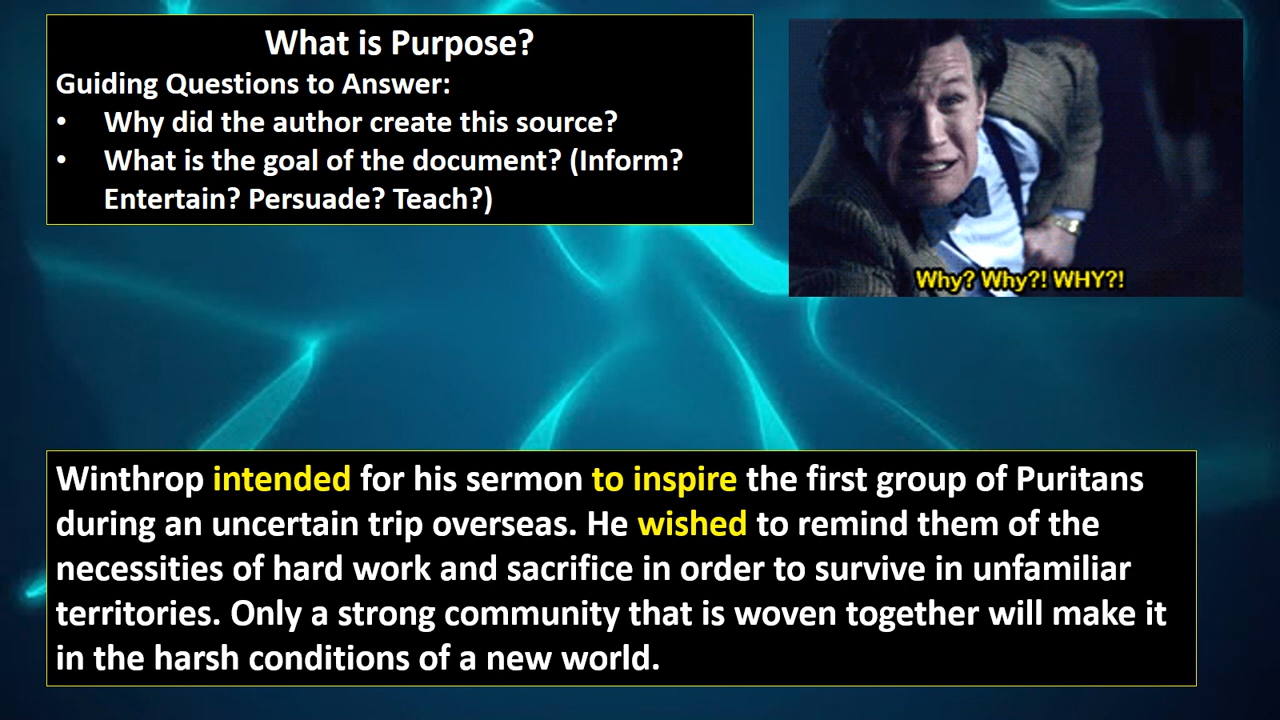 What is Purpose?
Guiding Questions to Answer:
• Why did the author create this source?
• What is the goal of the document? (Inform?
Entertain? Persuade? Teach?)
Why? Why?! WHY?!
Winthrop intended for his sermon to inspire the first group of Puritans
during an uncertain trip overseas. He wished to remind them of the
necessities of hard work and sacrifice in order to survive in unfamiliar
territories. Only a strong community that is woven together will make it
in the harsh conditions of a new world.